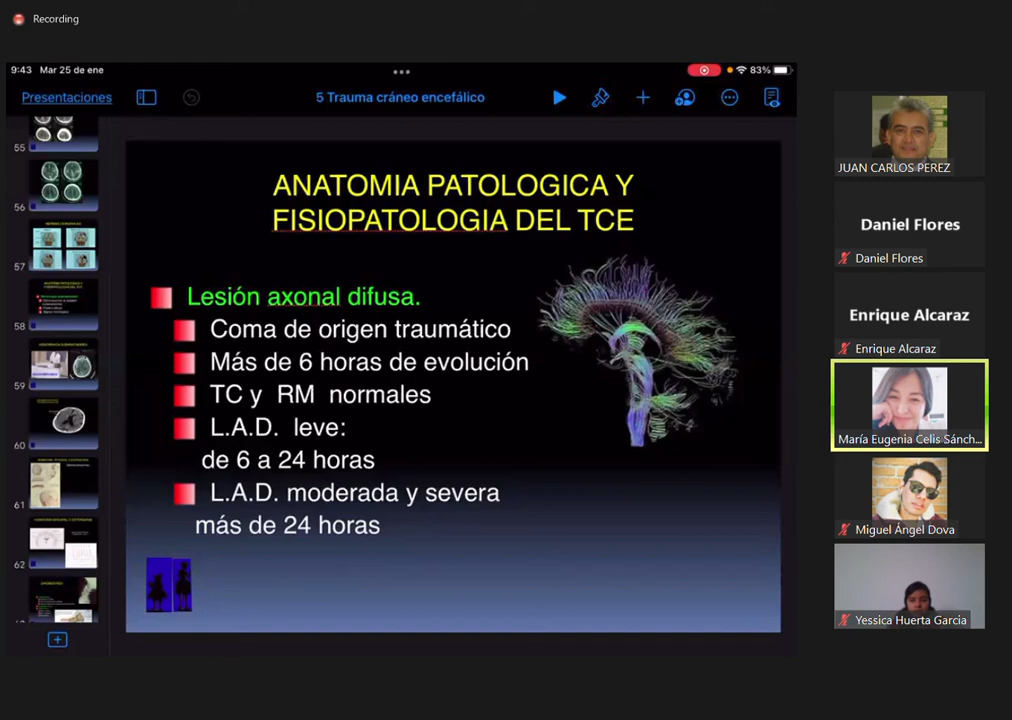 Recording
9:43 Mar 25 de ene
83%
Presentaciones
5 Trauma cráneo encefálico
55
56
57
58
59
60
61
62
ANATOMIA PATOLOGICA Y
FISIOPATOLOGIA DEL TCE
Lesión axonal difusa.
Coma de origen traumático
Más de 6 horas de evolución
TC y RM normales
L.A.D. leve:
de 6 a 24 horas
L.A.D. moderada y severa
más de 24 horas
JUAN CARLOS PEREZ
Daniel Flores
Daniel Flores
Enrique Alcaraz
Enrique Alcaraz
María Eugenia Celis Sánch...
Miguel Ángel Dova
Yessica Huerta Garcia